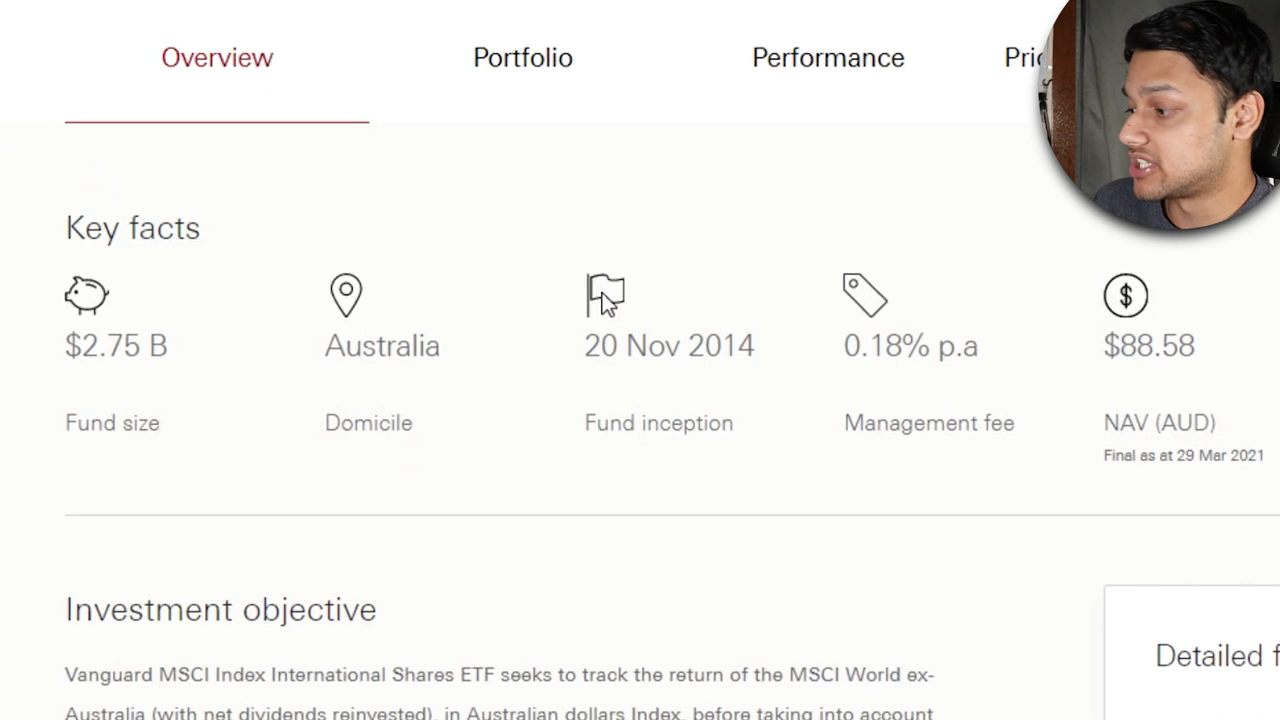 Overview
Portfolio
Performance
Key facts
$2.75 B
Australia
20 Nov 2014
0.18% p.a
$88.58
Fund size
Domicile
Fund inception
Management fee
NAV (AUD)
Final as at 29 Mar 2021
Investment objective
Vanguard MSCI Index International Shares ETF seeks to track the return of the MSCI World ex-
Australia (with net dividends reinvested), in Australian dollars Index, before taking into account
Detailed